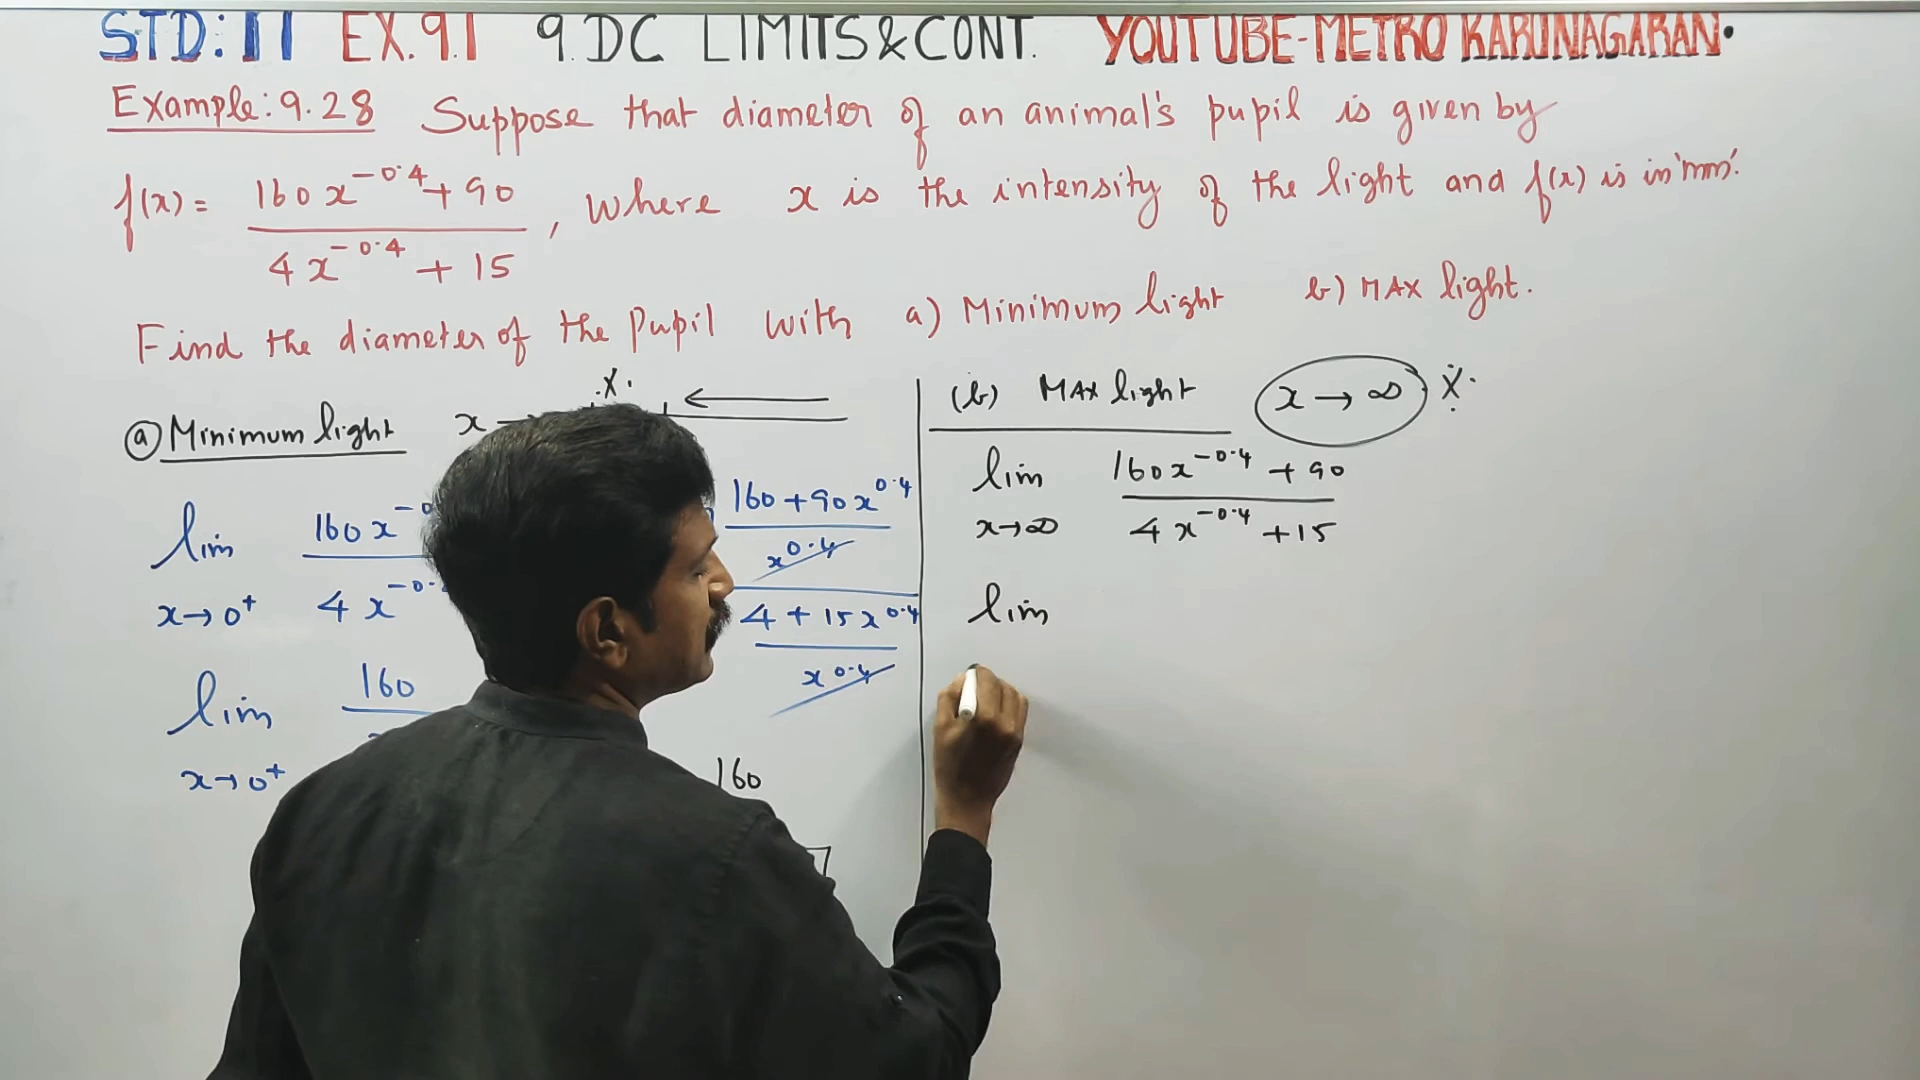 STD: 11 EX. 9.1 9. DC LIMITS & CONT. YOUTUBE-METRO KARUNAGARAN.
Example: 9.28 Suppose that diameter of an animal's pupil is given by
f(x) = 160x^-0.4 + 90 / 4x^-0.4 + 15 , where x is the intensity of the light and f(x) is in 'mm'.
Find the diameter of the Pupil with a) Minimum light b) MAX light.
(a) Minimum light x
lim x→0⁺ 160x / 4x
160 + 90x^0.4
x^0.4
4 + 15x^0.4
x^0.4
lim x→0⁺ 160
160
(b) MAX light x→∞
lim x→∞ 160x^-0.4 + 90 / 4x^-0.4 + 15
lim